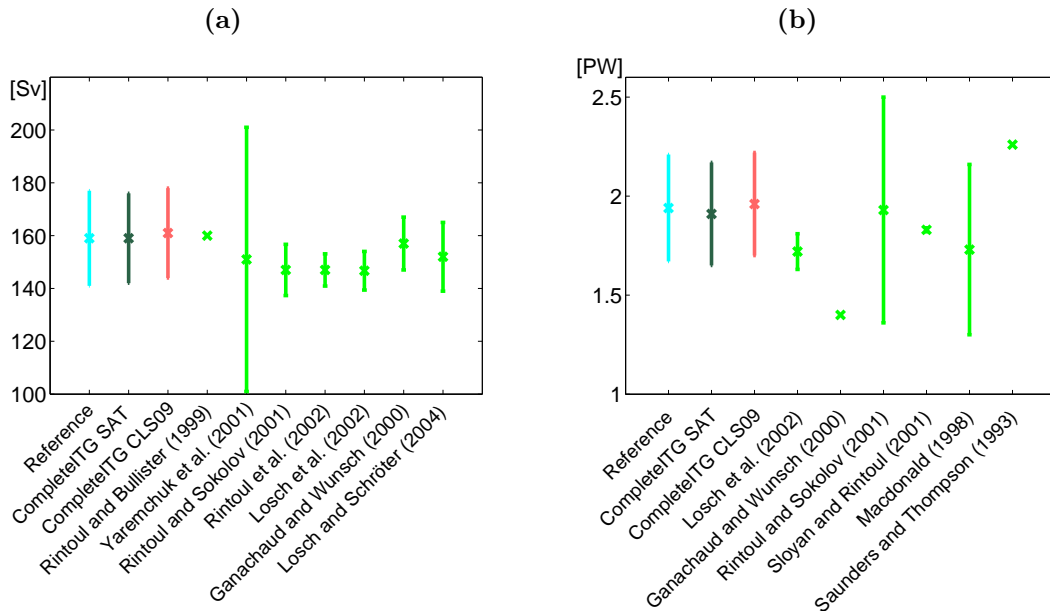 (a)
[Sv]
200
180
160
140
120
100
Reference
CompleteITG SAT
CompleteITG CLS09
Rintoul and Bullister (1999)
Yaremchuk et al. (2001)
Rintoul and Sokolov (2001)
Rintoul et al. (2002)
Losch et al. (2002)
Ganachaud and Wunsch (2000)
Losch and Schröter (2004)
(b)
[PW]
2.5
2
1.5
1
Reference
CompleteITG SAT
CompleteITG CLS09
Losch et al. (2002)
Ganachaud and Wunsch (2000)
Rintoul and Sokolov (2001)
Sloyan and Rintoul (2001)
Macdonald (1998)
Saunders and Thompson (1993)